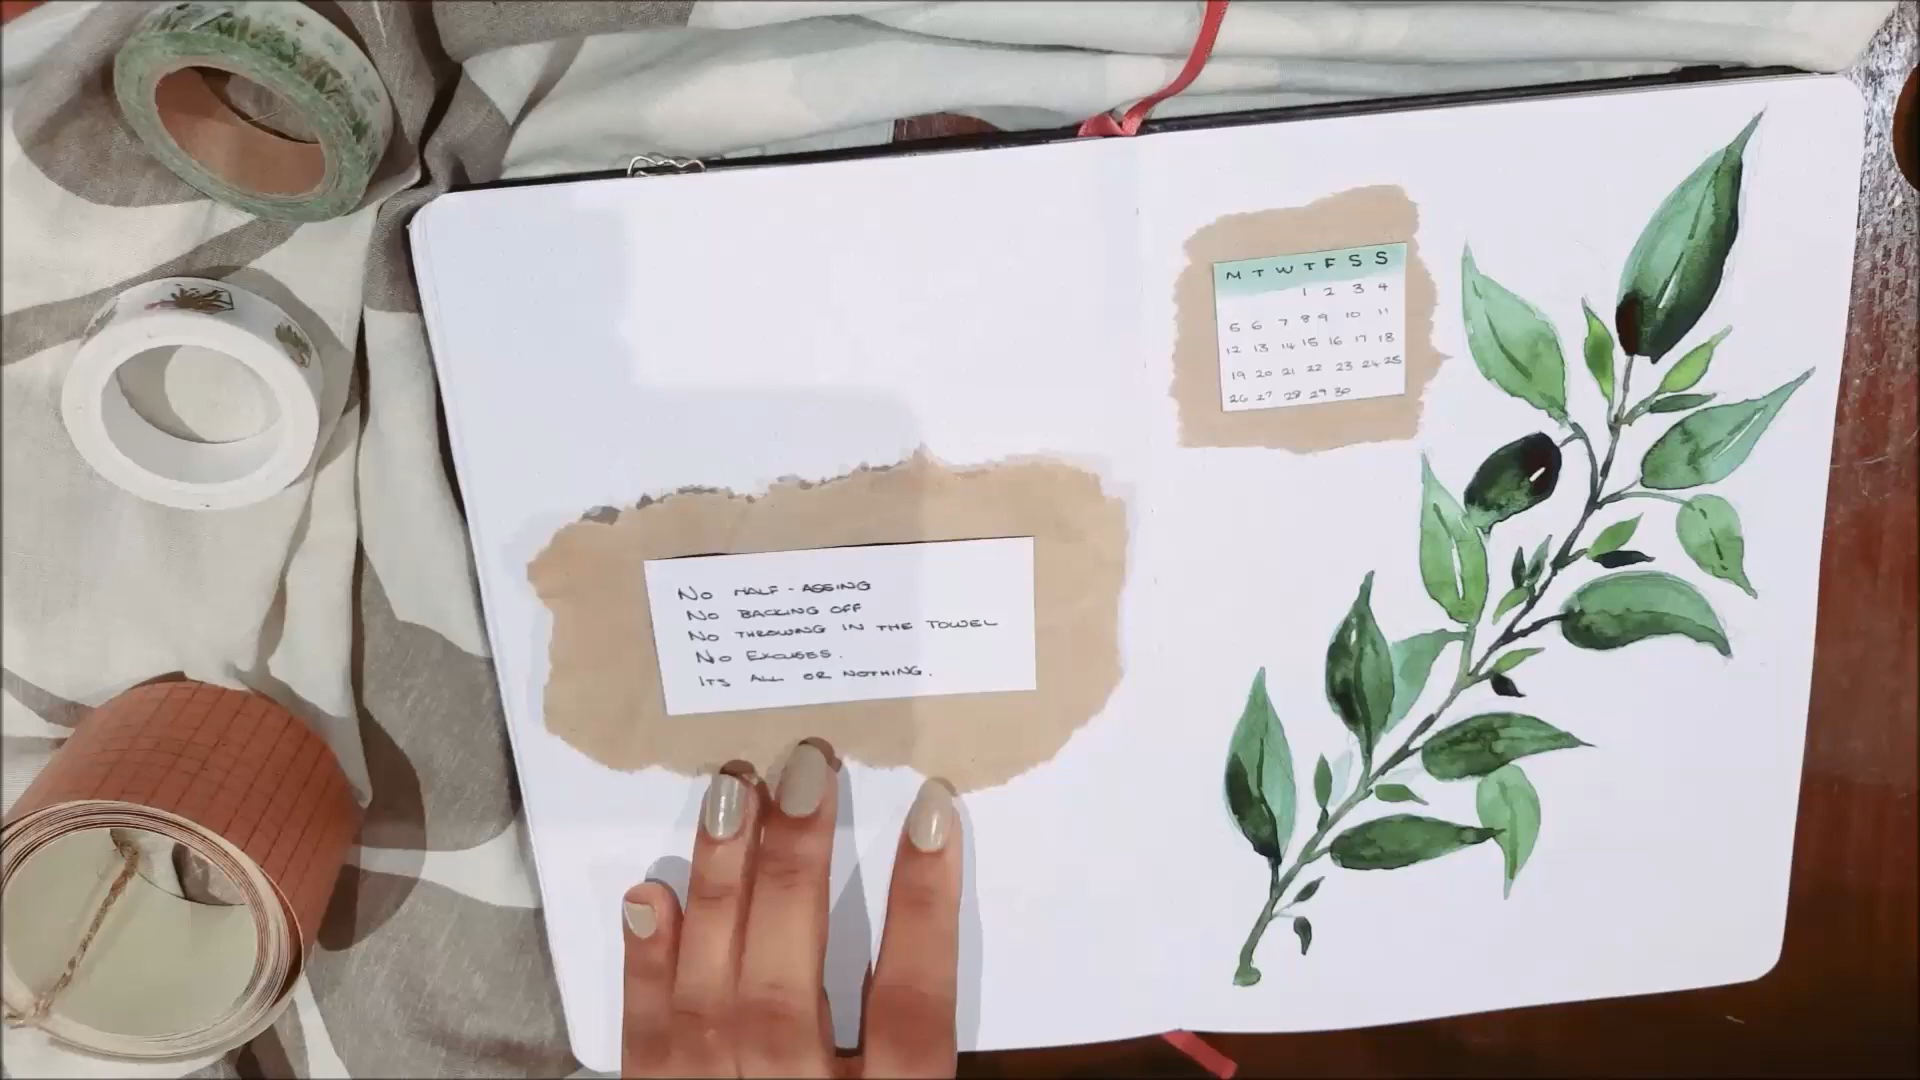 No HALF-ASSING
No BACKING OFF
No THROWING IN THE TOWEL
No EXCUSES.
ITS ALL OR NOTHING.
M T W T F S S
1 2 3 4
5 6 7 8 9 10 11
12 13 14 15 16 17 18
19 20 21 22 23 24 25
26 27 28 29 30